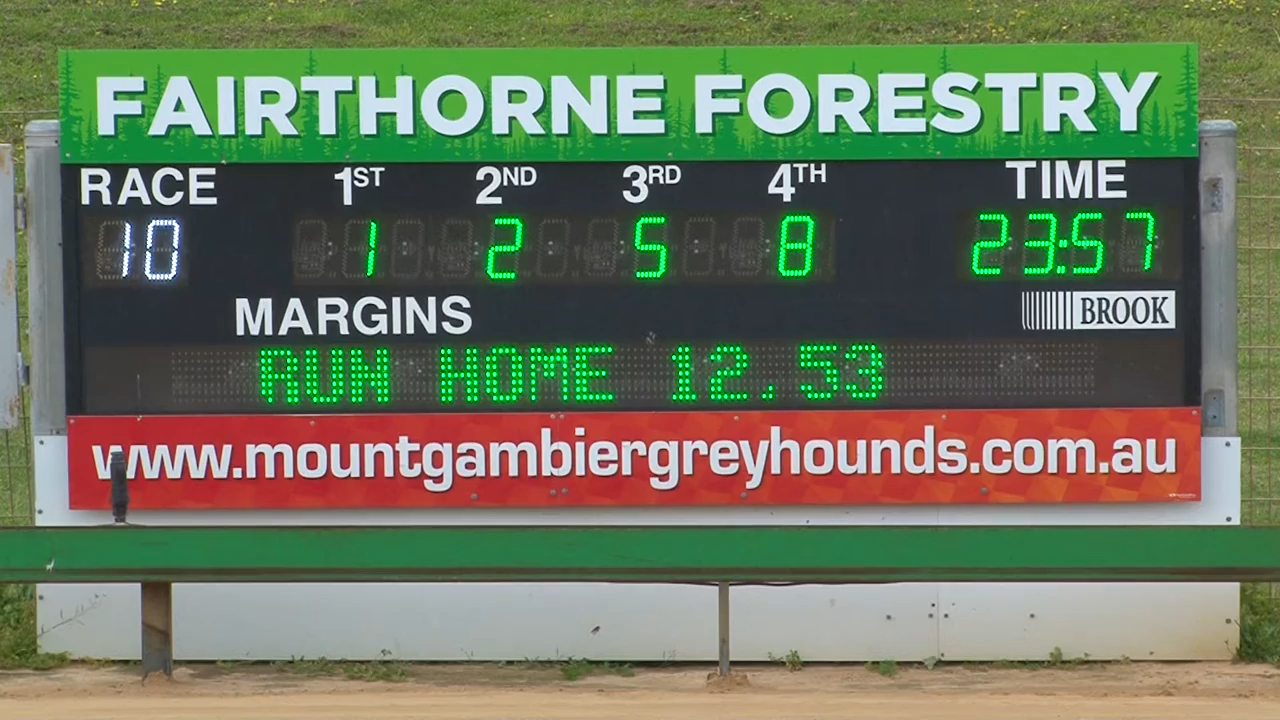 FAIRTHORNE FORESTRY
RACE 1ST 2ND 3RD 4TH TIME
10 1 2 5 8 23:57
MARGINS BROOK
RUN HOME 12.53
www.mountgambiergreyhounds.com.au